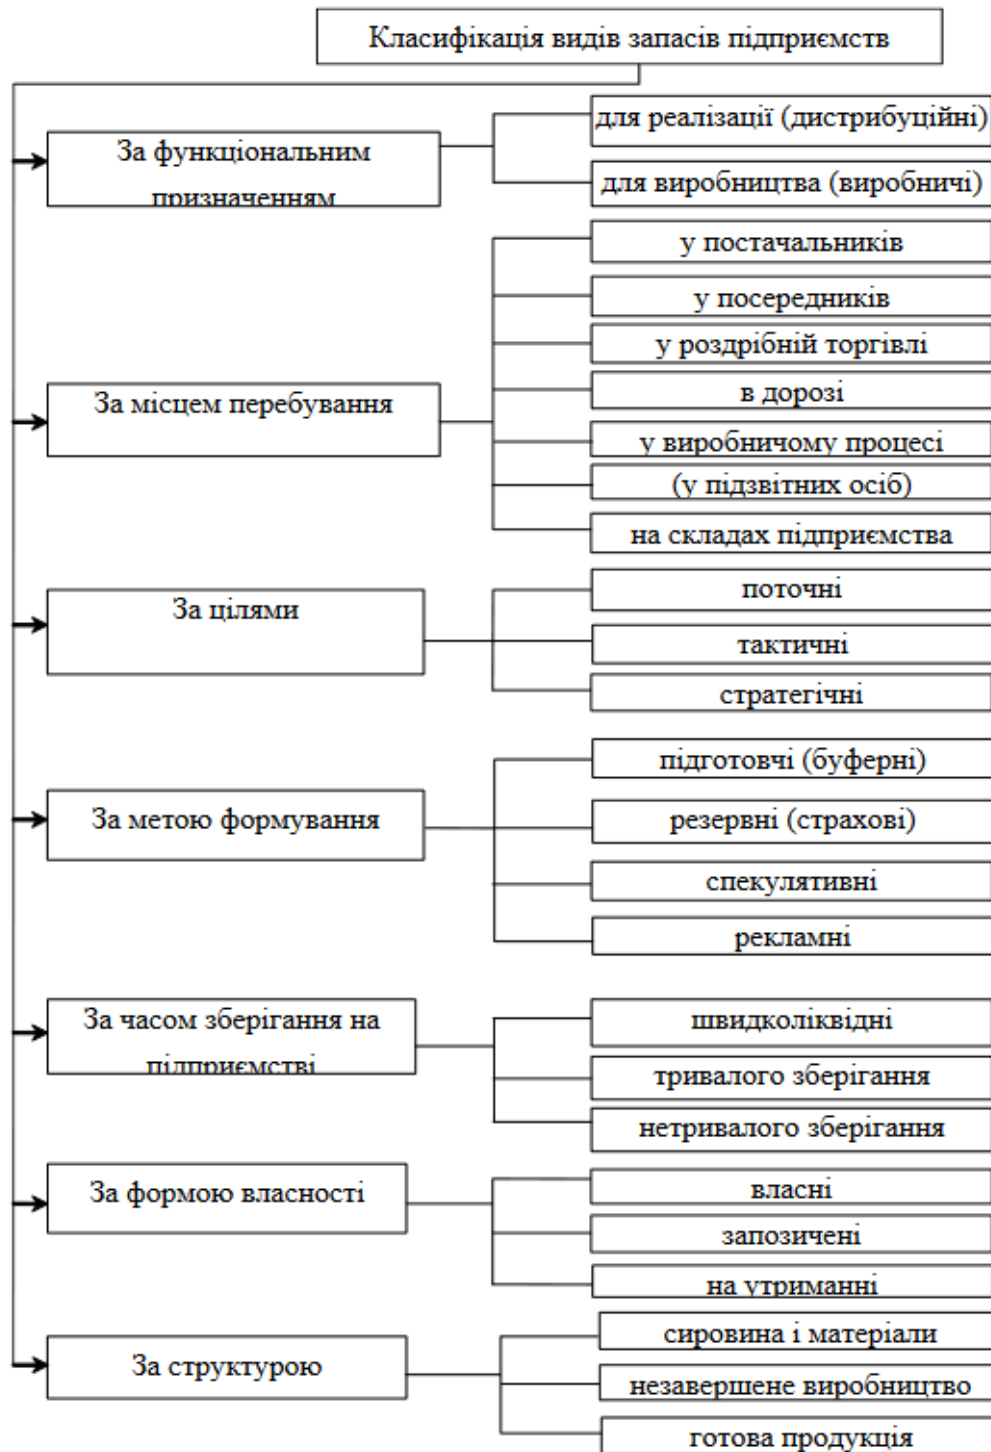 Класифікація видів запасів підприємств
За функціональним
призначенням
для реалізації (дистрибуційні)
для виробництва (виробничі)
За місцем перебування
у постачальників
у посередників
у роздрібній торгівлі
в дорозі
у виробничому процесі
(у підзвітних осіб)
на складах підприємства
За цілями
поточні
тактичні
стратегічні
За метою формування
підготовчі (буферні)
резервні (страхові)
спекулятивні
рекламні
За часом зберігання на
підприємстві
швидколіквідні
тривалого зберігання
нетривалого зберігання
За формою власності
власні
запозичені
на утриманні
За структурою
сировина і матеріали
незавершене виробництво
готова продукція